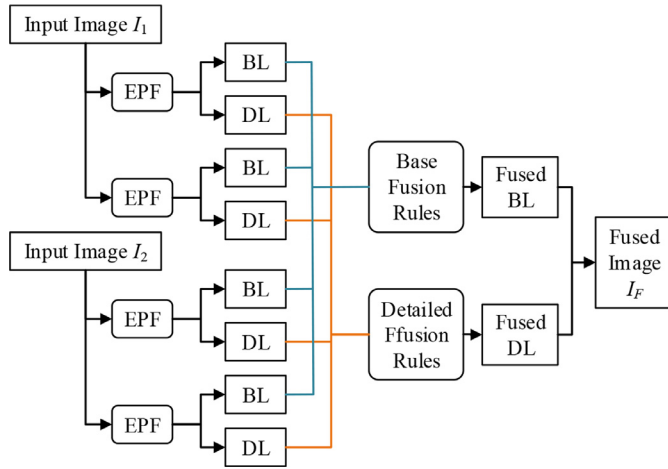 Input Image I₁
EPF
BL
DL
EPF
BL
DL
Input Image I₂
EPF
BL
DL
EPF
BL
DL
Base
Fusion
Rules
Fused
BL
Detailed
Ffusion
Rules
Fused
DL
Fused
Image
I_F